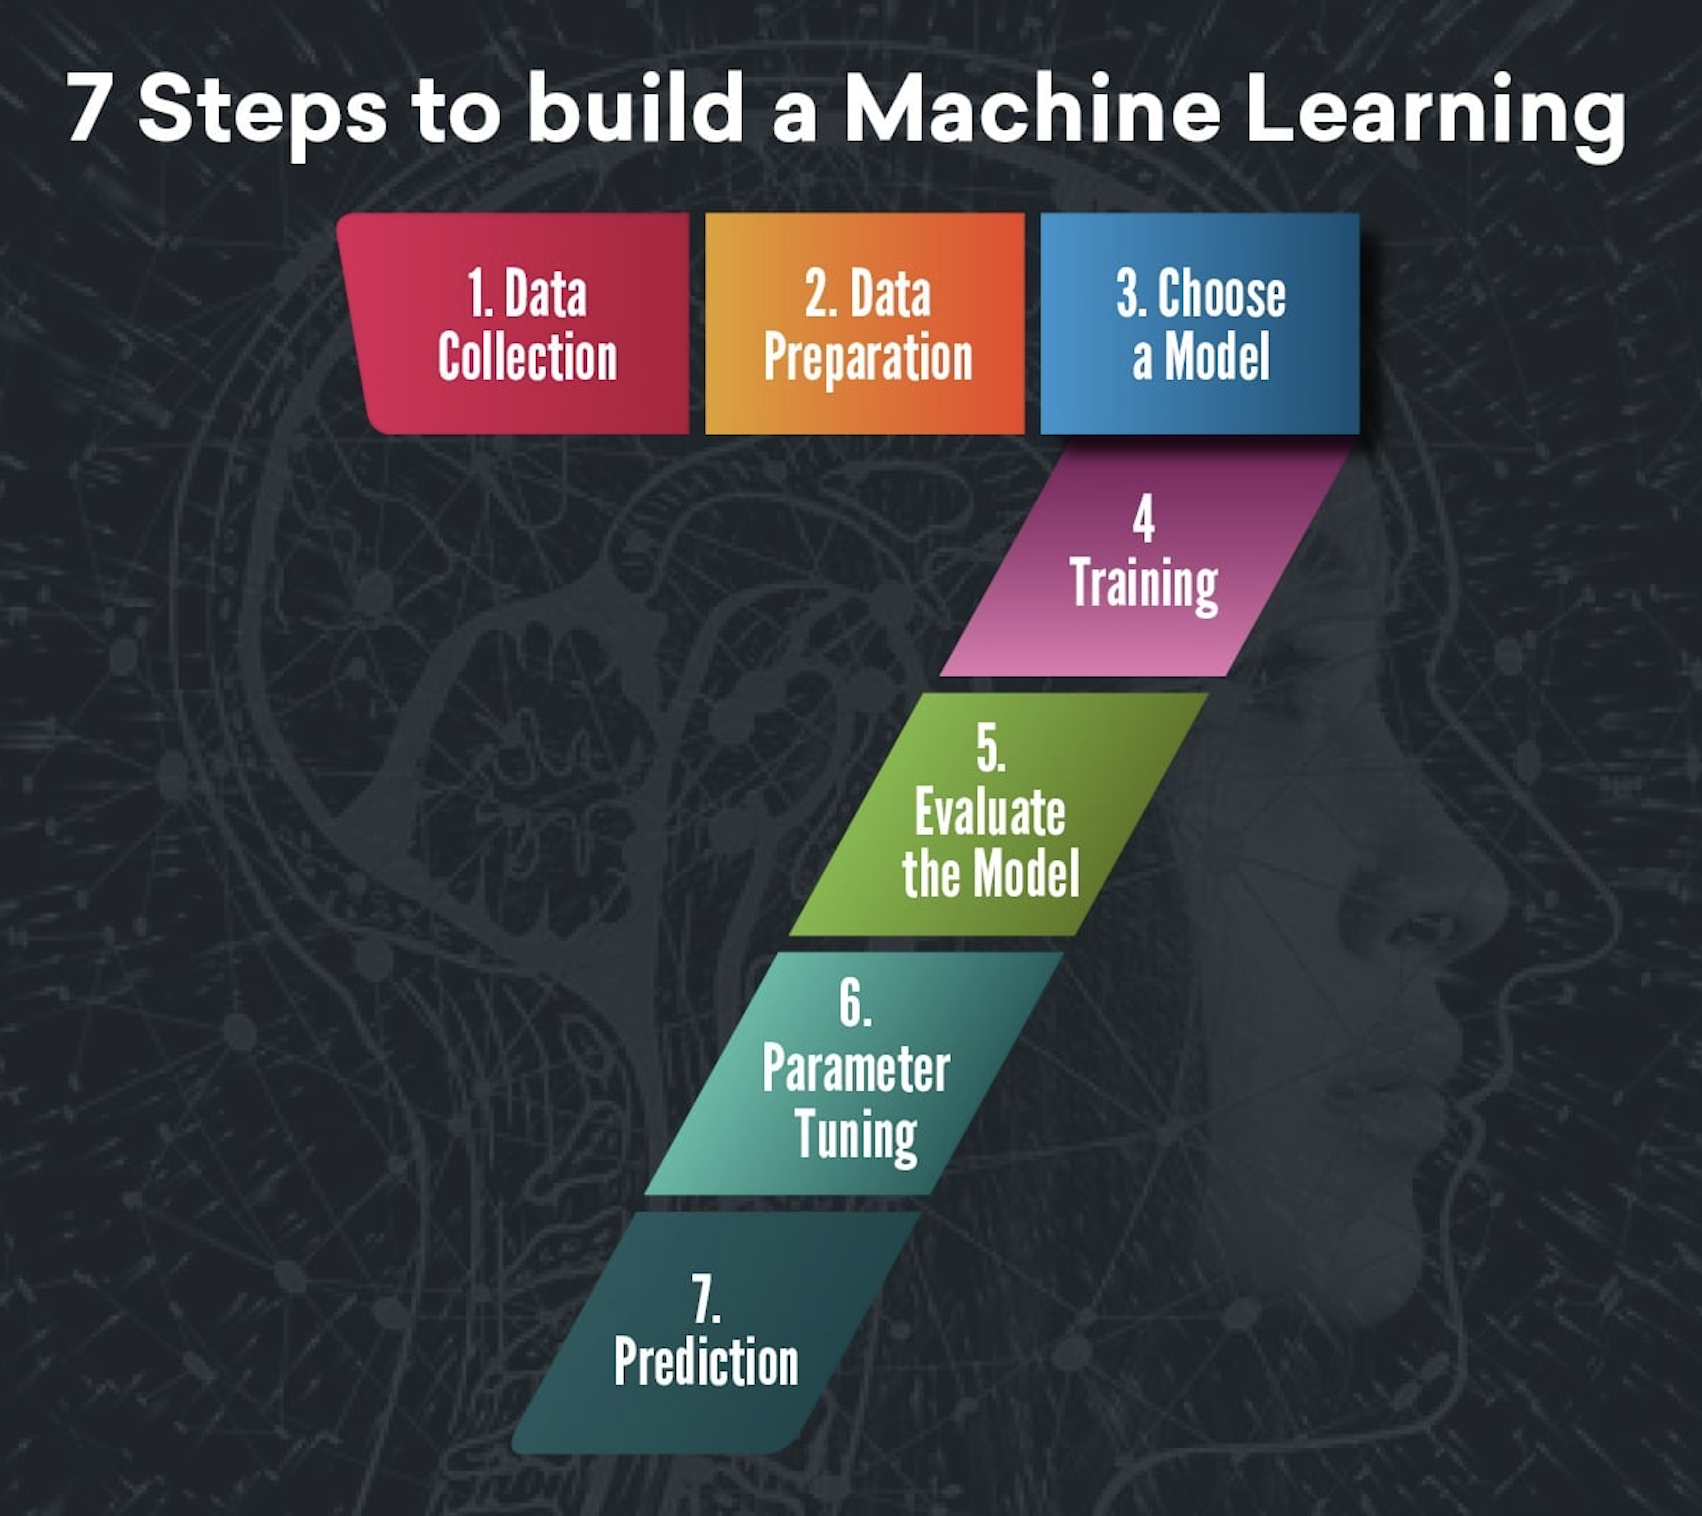 7 Steps to build a Machine Learning
1. Data
Collection
2. Data
Preparation
3. Choose
a Model
4
Training
5.
Evaluate
the Model
6.
Parameter
Tuning
7.
Prediction